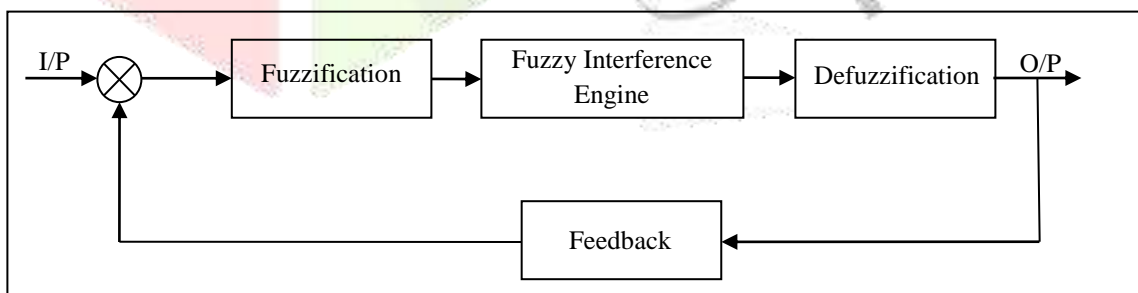 I/P
Fuzzification
Fuzzy Interference
Engine
Defuzzification
O/P
Feedback